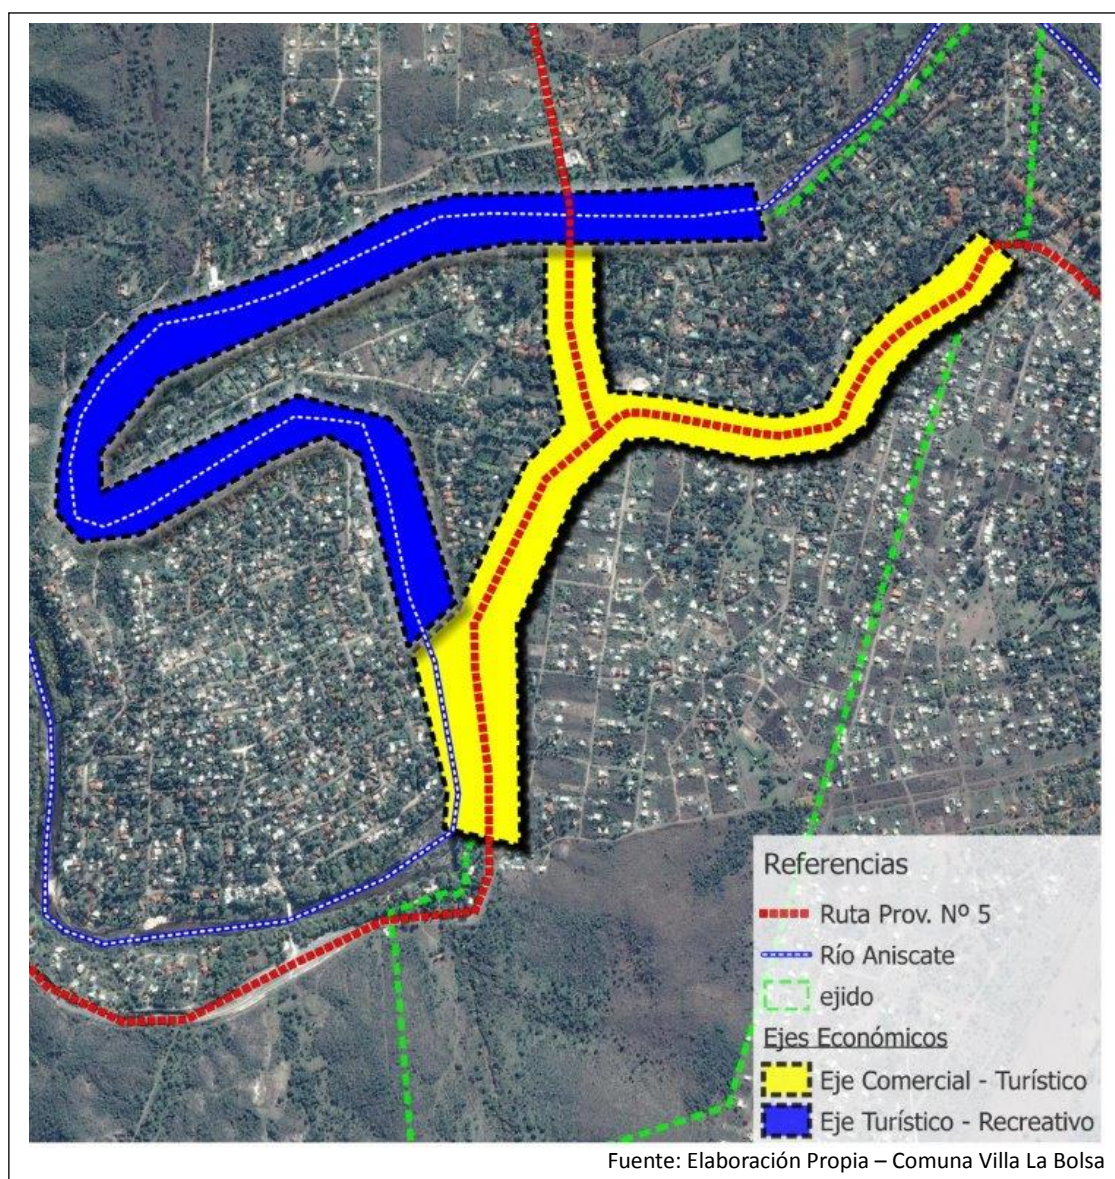 Referencias
Ruta Prov. Nº 5
Río Aniscate
ejido
Ejes Económicos
Eje Comercial - Turístico
Eje Turístico - Recreativo
Fuente: Elaboración Propia – Comuna Villa La Bolsa